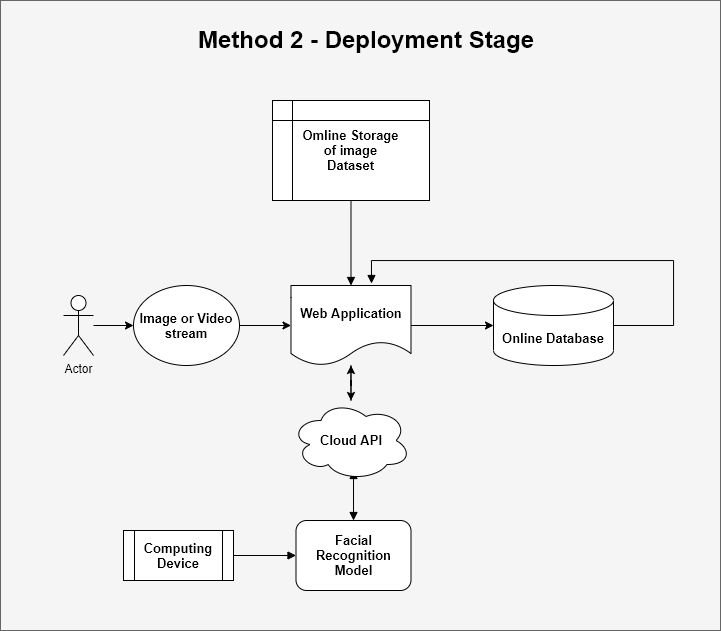 Method 2 - Deployment Stage
Omline Storage
of image
Dataset
Image or Video
stream
Web Application
Online Database
Actor
Cloud API
Computing
Device
Facial
Recognition
Model